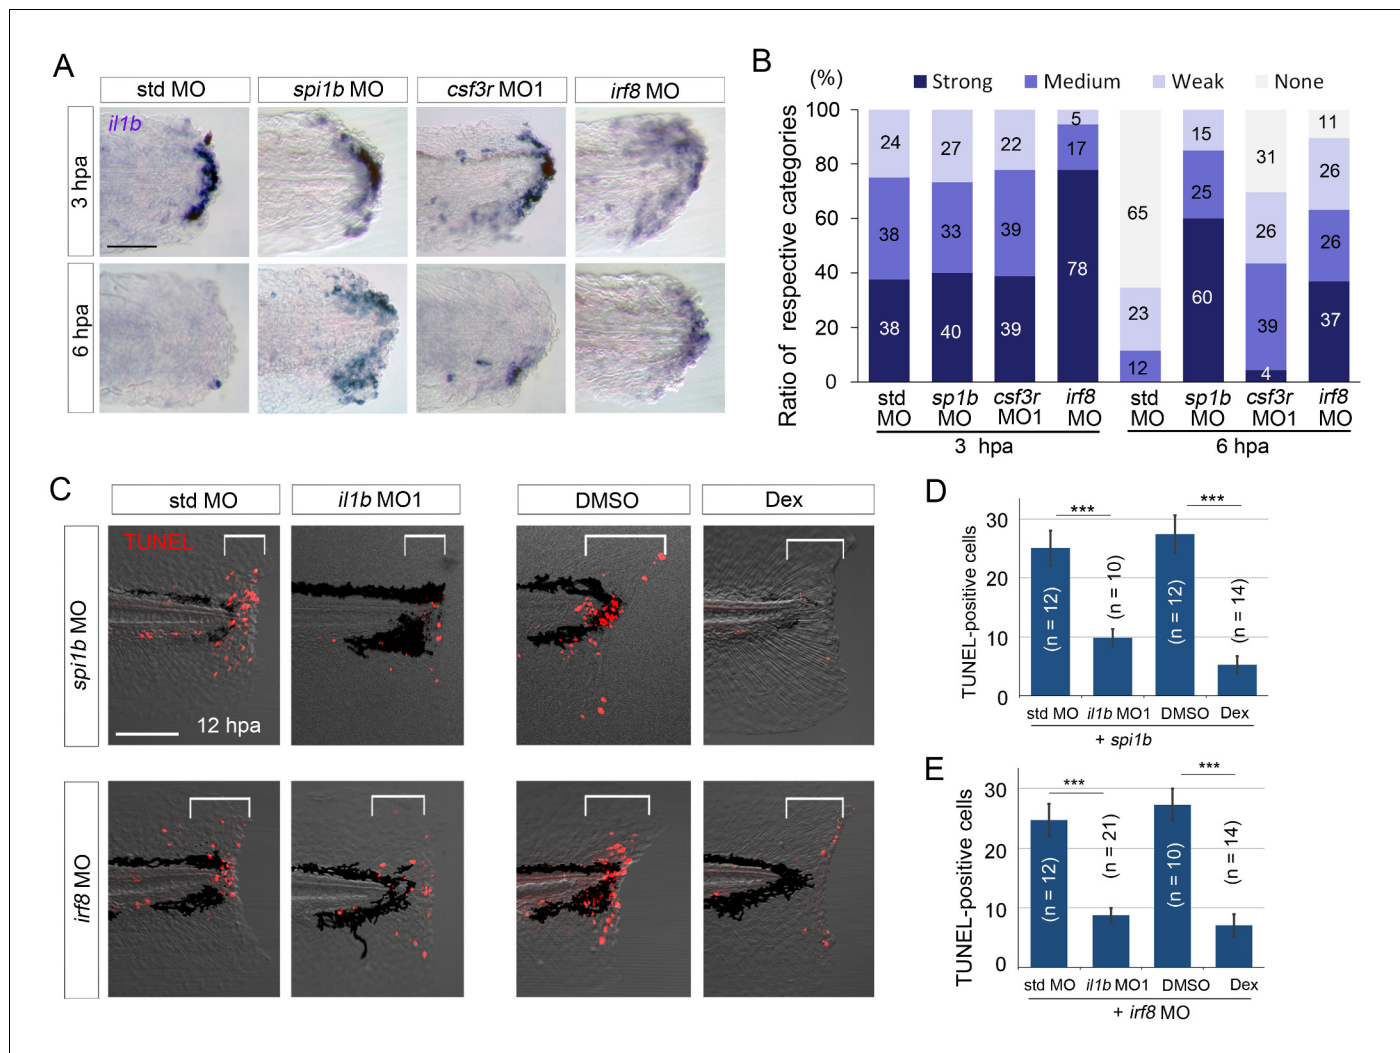 A
std MO
spi1b MO
csf3r MO1
irf8 MO
3 hpa
il1b
6 hpa
B
(%)
Strong
Medium
Weak
None
Ratio of respective categories
100
80
60
40
20
0
24
38
38
27
33
40
22
39
39
5
17
78
65
23
12
15
25
60
31
26
39
4
11
26
26
37
std MO
sp1b MO
csf3r MO1
irf8 MO
std MO
sp1b MO
csf3r MO1
irf8 MO
3 hpa
6 hpa
C
std MO
il1b MO1
DMSO
Dex
spi1b MO
TUNEL
12 hpa
irf8 MO
D
TUNEL-positive cells
30
20
10
0
***
***
(n = 12)
(n = 10)
(n = 12)
(n = 14)
std MO
il1b MO1
DMSO
Dex
+ spi1b
E
TUNEL-positive cells
30
20
10
0
***
***
(n = 12)
(n = 21)
(n = 10)
(n = 14)
std MO
il1b MO1
DMSO
Dex
+ irf8 MO